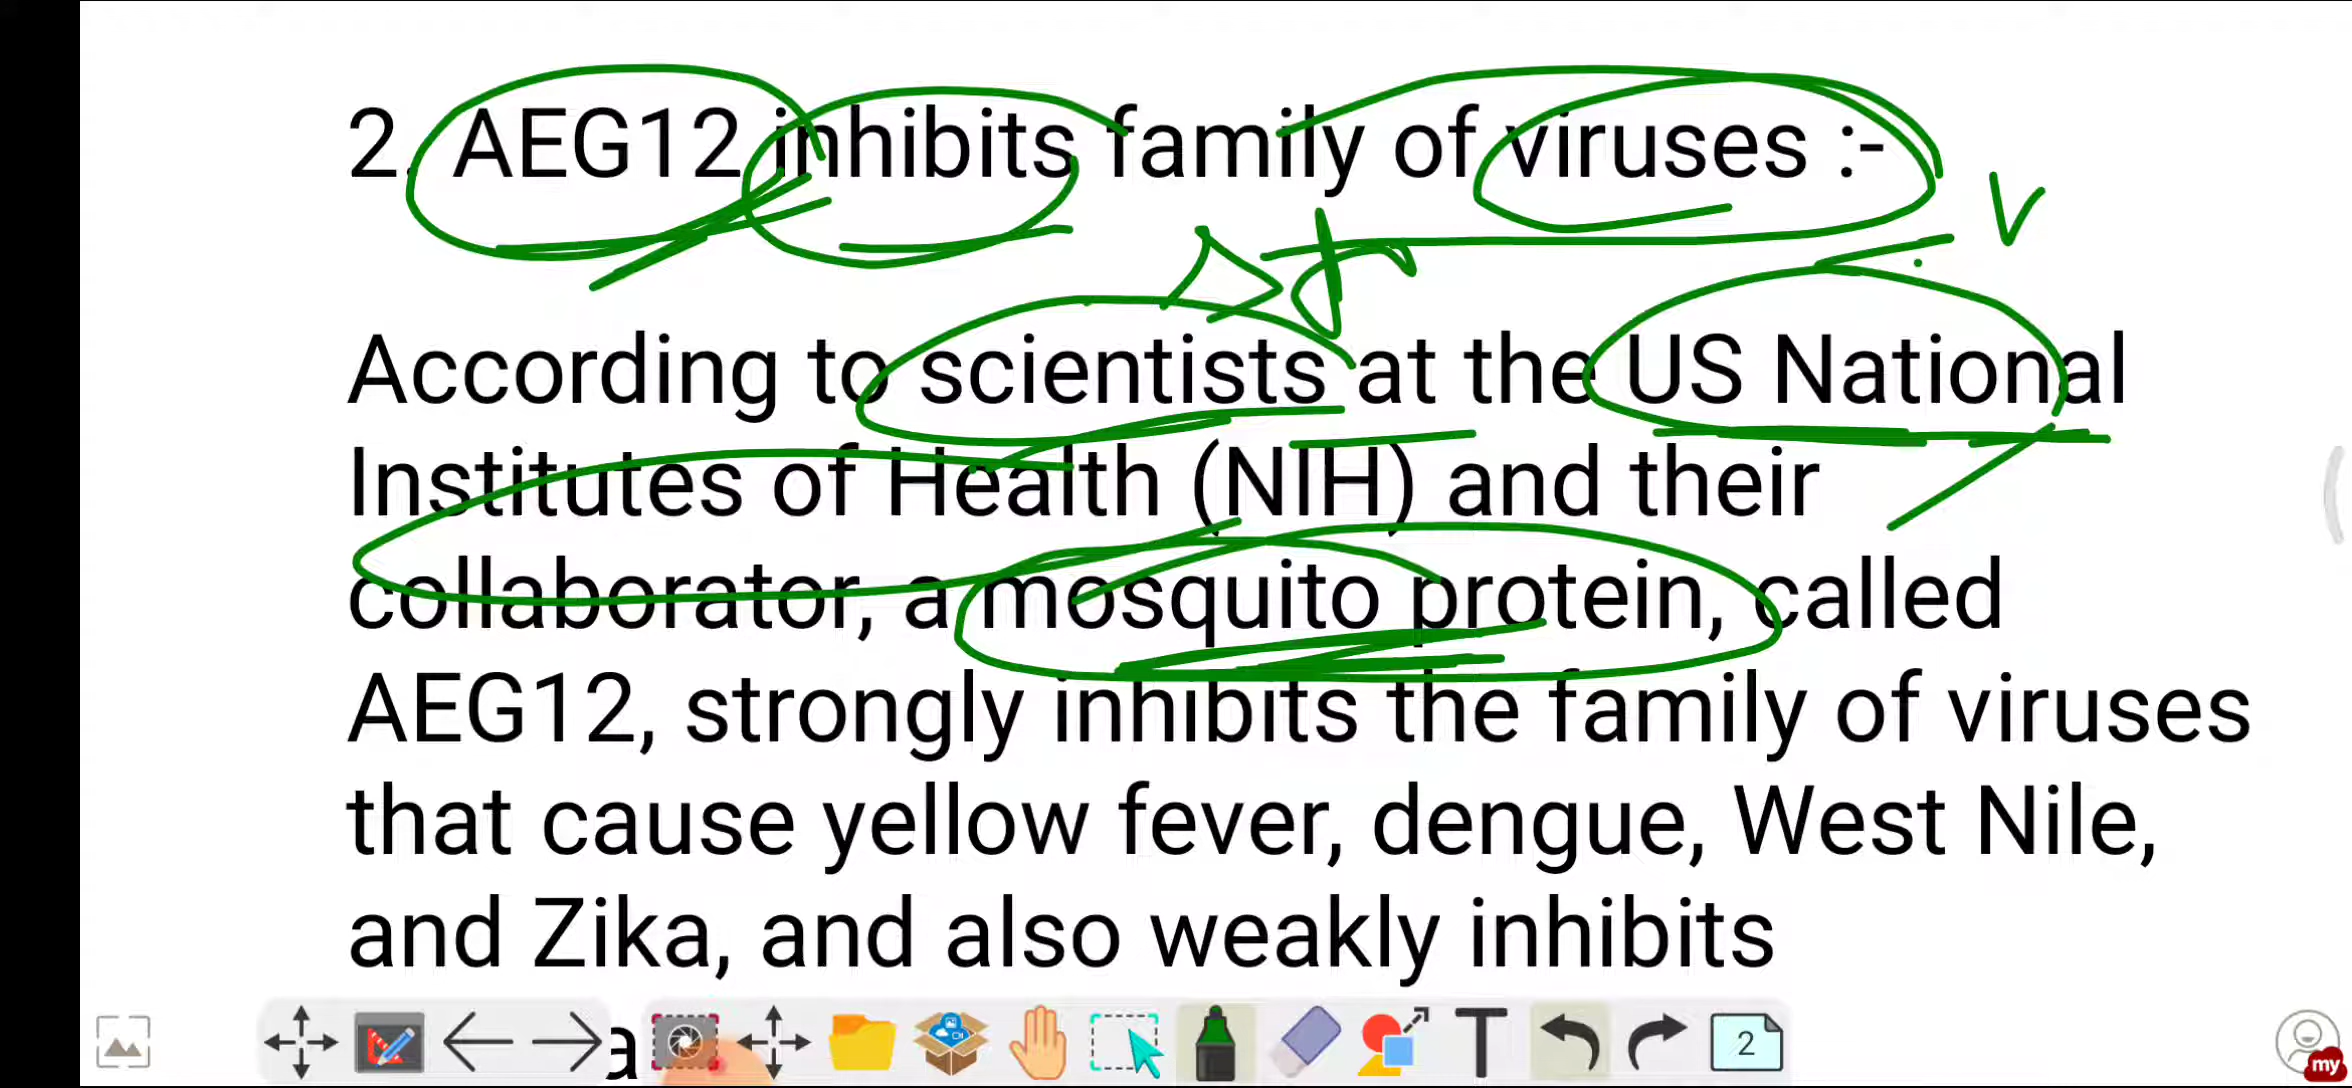 2. AEG12 inhibits family of viruses :-
According to scientists at the US National
Institutes of Health (NIH) and their
collaborator, a mosquito protein, called
AEG12, strongly inhibits the family of viruses
that cause yellow fever, dengue, West Nile,
and Zika, and also weakly inhibits
T
2
my